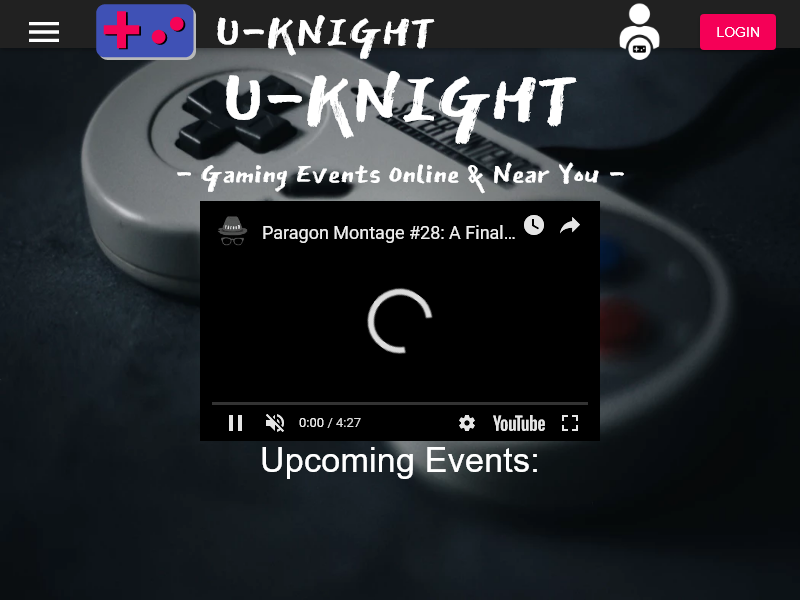 U-KNIGHT
LOGIN
U-KNIGHT
- Gaming Events Online & Near You -
Paragon Montage #28: A Final...
0:00 / 4:27
YouTube
Upcoming Events: